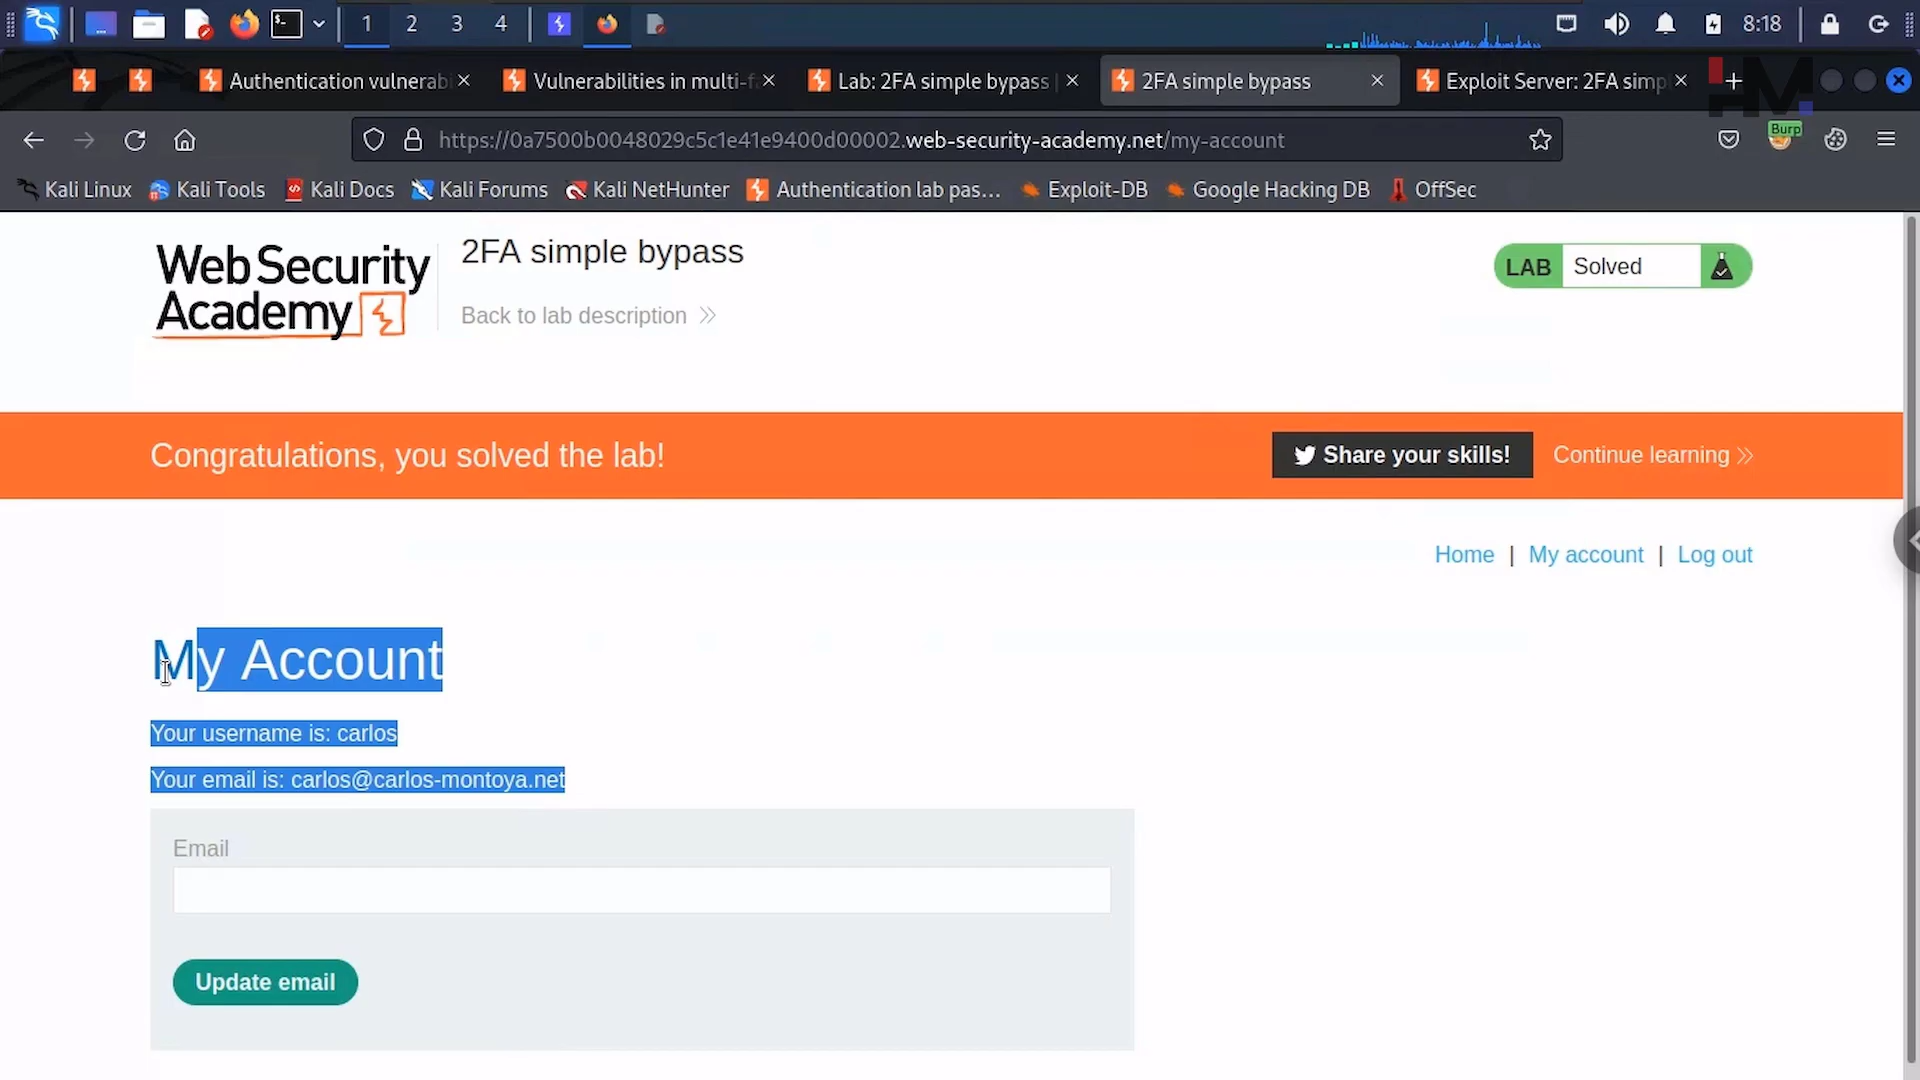 1 2 3 4 8:18
Authentication vulnerabi Vulnerabilities in multi-f Lab: 2FA simple bypass | 2FA simple bypass Exploit Server: 2FA simp
HM
https://0a7500b0048029c5c1e41e9400d00002.web-security-academy.net/my-account Burp
Kali Linux Kali Tools Kali Docs Kali Forums Kali NetHunter Authentication lab pas... Exploit-DB Google Hacking DB OffSec
Web Security
Academy
2FA simple bypass
Back to lab description
LAB Solved
Congratulations, you solved the lab! Share your skills! Continue learning
Home | My account | Log out
My Account
Your username is: carlos
Your email is: carlos@carlos-montoya.net
Email
Update email